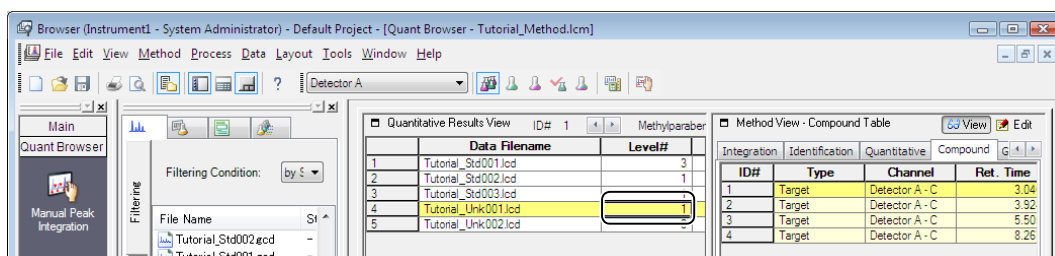 Browser (Instrument1 - System Administrator) - Default Project - [Quant Browser - Tutorial_Method.lcm]
File Edit View Method Process Data Layout Tools Window Help
? Detector A
Main
Quant Browser
Manual Peak
Integration
Filtering
Filtering Condition: by
File Name
Tutorial_Std002.gcd -
Quantitative Results View ID# 1 Methylparaber
Data Filename Level#
1 Tutorial_Std001.lcd 3
2 Tutorial_Std002.lcd 1
3 Tutorial_Std003.lcd
4 Tutorial_Unk001.lcd 1
5 Tutorial_Unk002.lcd
Method View - Compound Table View Edit
Integration Identification Quantitative Compound G
ID# Type Channel Ret. Time
1 Target Detector A - C 3.04
2 Target Detector A - C 3.92
3 Target Detector A - C 5.50
4 Target Detector A - C 8.26